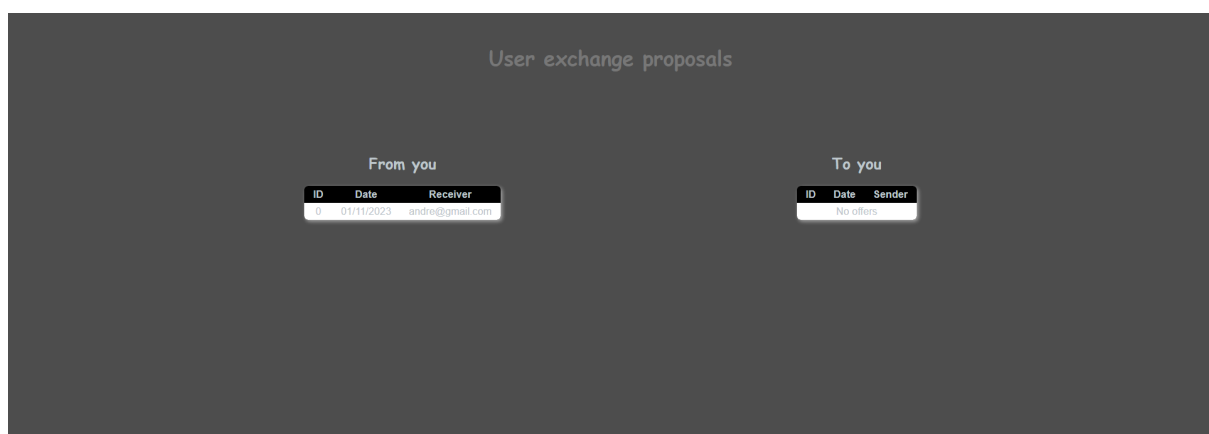 User exchange proposals
From you
ID Date Receiver
0 01/11/2023 andre@gmail.com
To you
ID Date Sender
No offers